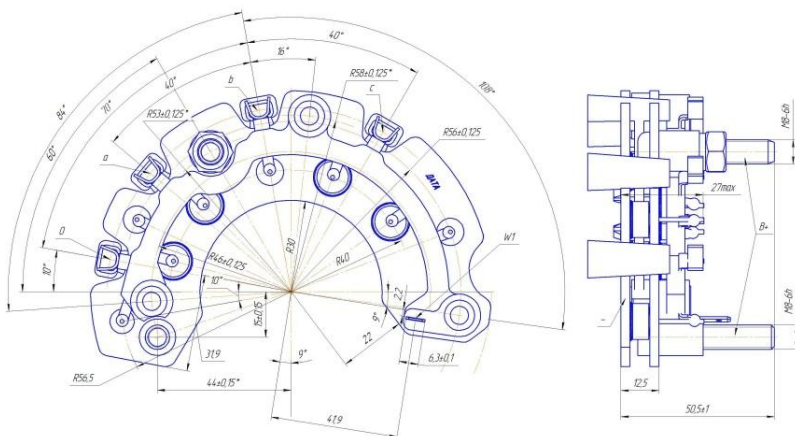 40°
16°
108°
84°
70°
40°
60°
10°
b
R58±0,125*
c
R53±0,125*
R56±0,125
a
ДАТА
0
R46±0,125
R30
R40
W1
10°
15±0,15
2,2
9°
22
31,9
9°
6,3±0,1
R56,5
44±0,15*
41,9
M8-6h
27max
B+
M8-6h
-
12,5
50,5±1